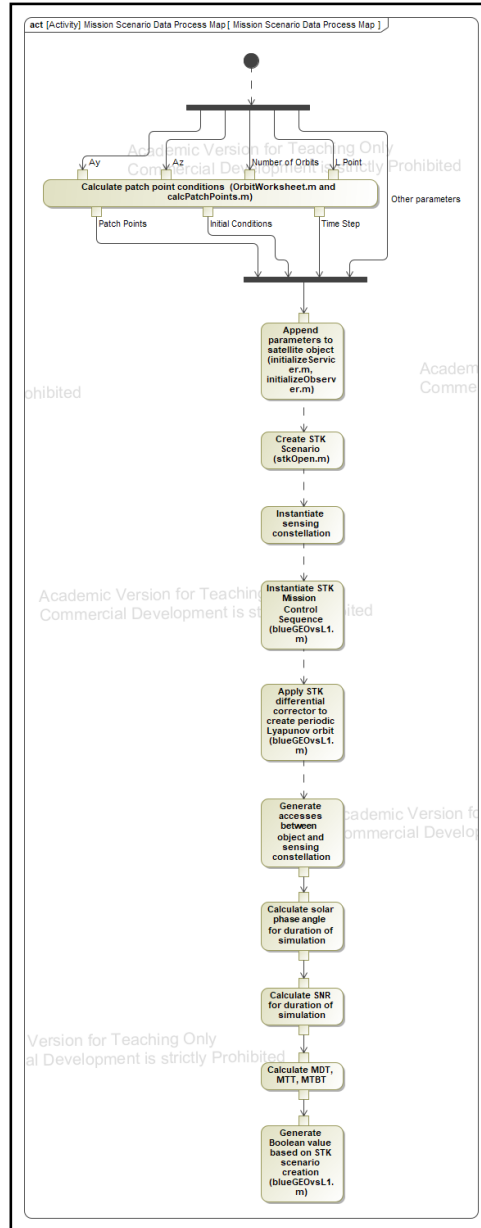 act [Activity] Mission Scenario Data Process Map [ Mission Scenario Data Process Map ]
Academic Version for Teaching Only
Commercial Development is strictly Prohibited
Ay
Az
Number of Orbits
L Point
Calculate patch point conditions (OrbitWorksheet.m and
calcPatchPoints.m)
Other parameters
Patch Points
Initial Conditions
Time Step
Append
parameters to
satellite object
(initializeServic
er.m,
initializeObser
ver.m)
Academ
Comme
ohibited
Create STK
Scenario
(stkOpen.m)
Instantiate
sensing
constellation
Academic Version for Teaching
Commercial Development is st bited
Instantiate STK
Mission
Control
Sequence
(blueGEOvsL1.
m)
Apply STK
differential
corrector to
create periodic
Lyapunov orbit
(blueGEOvsL1.
m)
Generate
accesses
between
object and
sensing
constellation
cademic Version fo
ommercial Develop
Calculate solar
phase angle
for duration of
simulation
Calculate SNR
for duration of
simulation
Version for Teaching Only
al Development is strictly Prohibited
Calculate MDT,
MTT, MTBT
Generate
Boolean value
based on STK
scenario
creation
(blueGEOvsL1.
m)